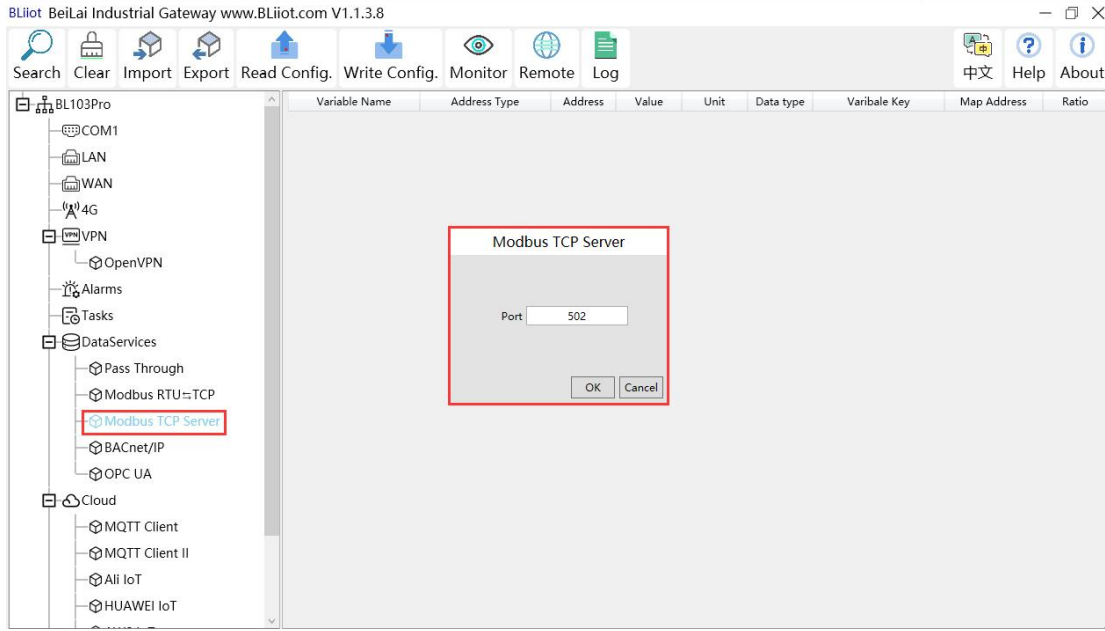 BLiiot BeiLai Industrial Gateway www.BLiiot.com V1.1.3.8
Search Clear Import Export Read Config. Write Config. Monitor Remote Log 中文 Help About
Variable Name Address Type Address Value Unit Data type Varibale Key Map Address Ratio
BL103Pro
COM1
LAN
WAN
4G
VPN VPN
OpenVPN
Alarms
Tasks
DataServices
Pass Through
Modbus RTU⇆TCP
Modbus TCP Server
BACnet/IP
OPC UA
Cloud
MQTT Client
MQTT Client II
Ali IoT
HUAWEI IoT
Modbus TCP Server
Port 502
OK Cancel